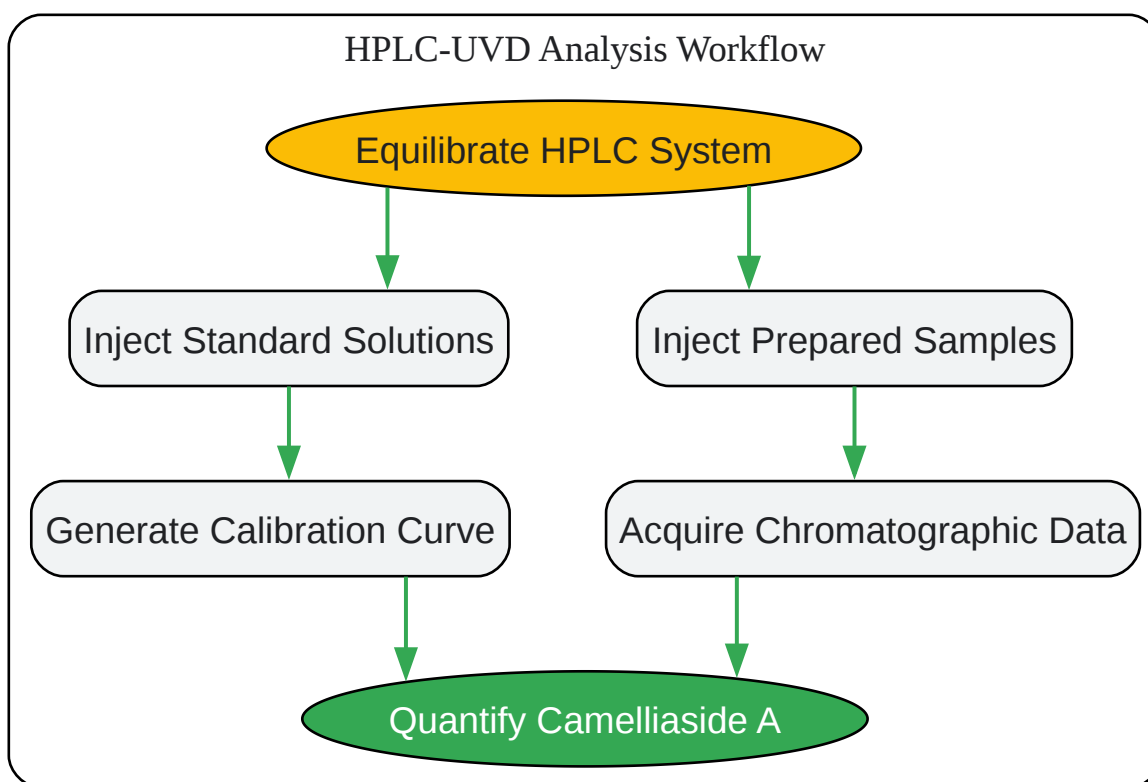 HPLC-UVD Analysis Workflow
Equilibrate HPLC System
Inject Standard Solutions
Inject Prepared Samples
Generate Calibration Curve
Acquire Chromatographic Data
Quantify Camelliaside A